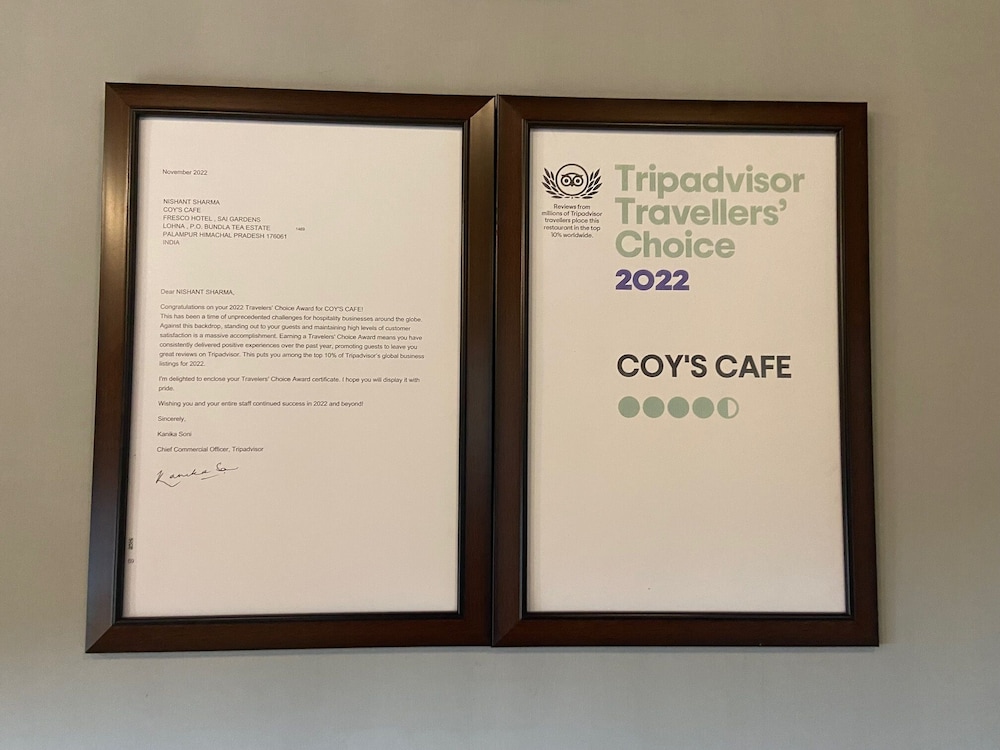 November 2022
NISHANT SHARMA
COY'S CAFE
FRESCO HOTEL , SAI GARDENS
LOHNA , P.O. BUNDLA TEA ESTATE
PALAMPUR HIMACHAL PRADESH 176061
INDIA
1469
Dear NISHANT SHARMA,
Congratulations on your 2022 Travelers' Choice Award for COY'S CAFE!
This has been a time of unprecedented challenges for hospitality businesses around the globe.
Against this backdrop, standing out to your guests and maintaining high levels of customer
satisfaction is a massive accomplishment. Earning a Travelers' Choice Award means you have
consistently delivered positive experiences over the past year, promoting guests to leave you
great reviews on Tripadvisor. This puts you among the top 10% of Tripadvisor's global business
listings for 2022.
I'm delighted to enclose your Travelers' Choice Award certificate. I hope you will display it with
pride.
Wishing you and your entire staff continued success in 2022 and beyond!
Sincerely,
Kanika Soni
Chief Commercial Officer, Tripadvisor
Reviews from
millions of Tripadvisor
travellers place this
restaurant in the top
10% worldwide.
Tripadvisor
Travellers'
Choice
2022
COY'S CAFE